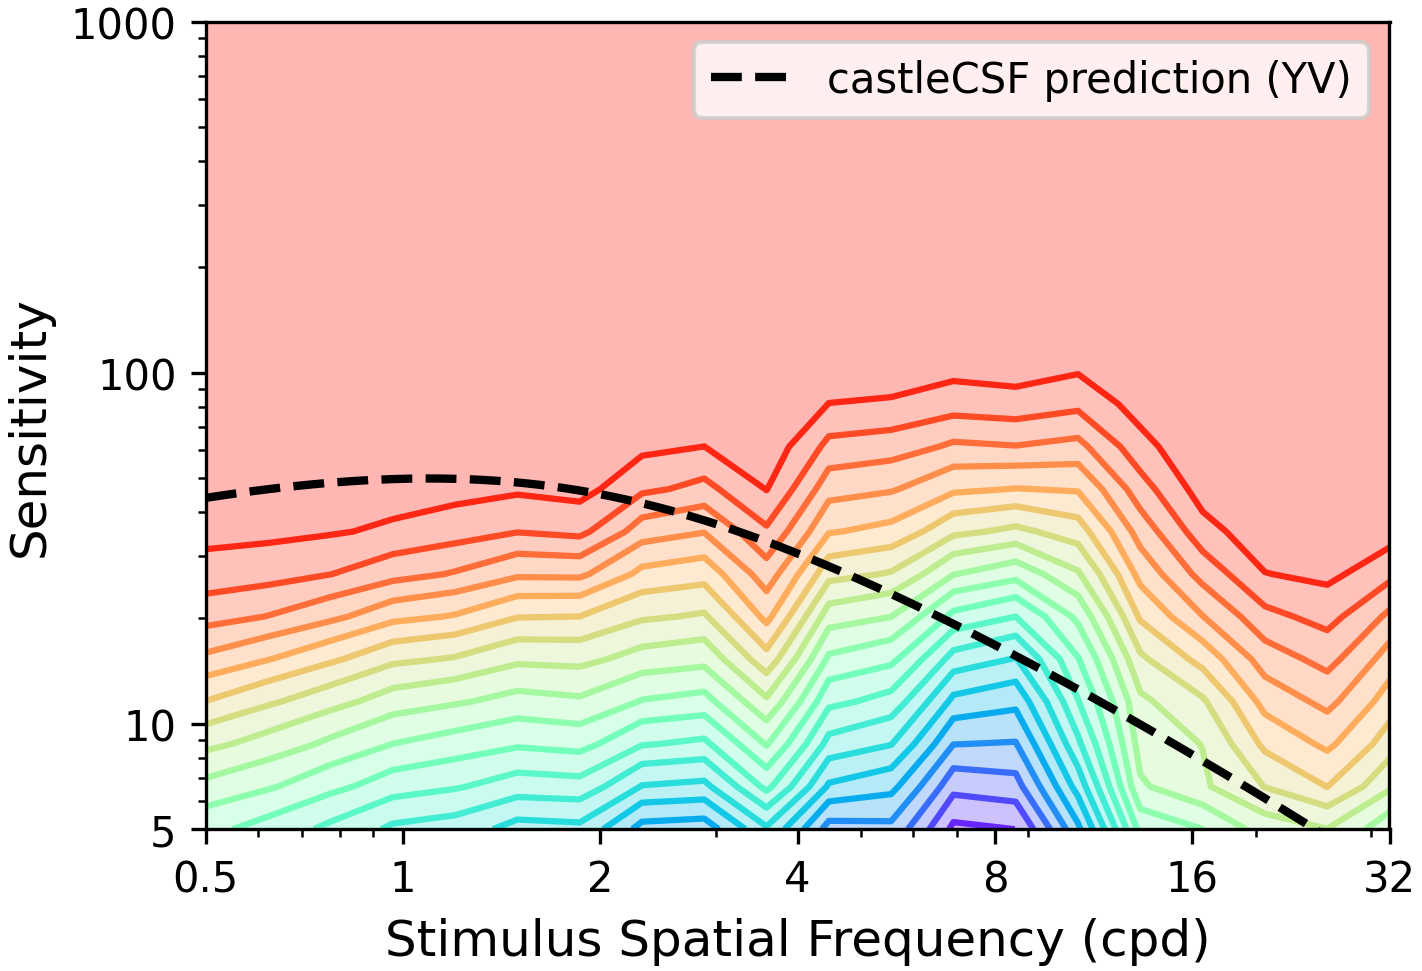 1000
castleCSF prediction (YV)
Sensitivity
100
10
5
0.5 1 2 4 8 16 32
Stimulus Spatial Frequency (cpd)